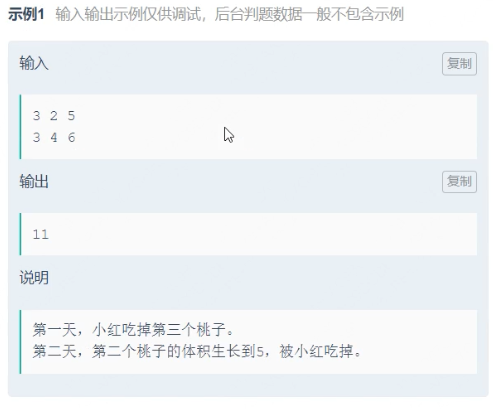 示例1 输入输出示例仅供调试，后台判题数据一般不包含示例
输入
复制
3 2 5
3 4 6
输出
复制
11
说明
第一天，小红吃掉第三个桃子。
第二天，第二个桃子的体积生长到5，被小红吃掉。